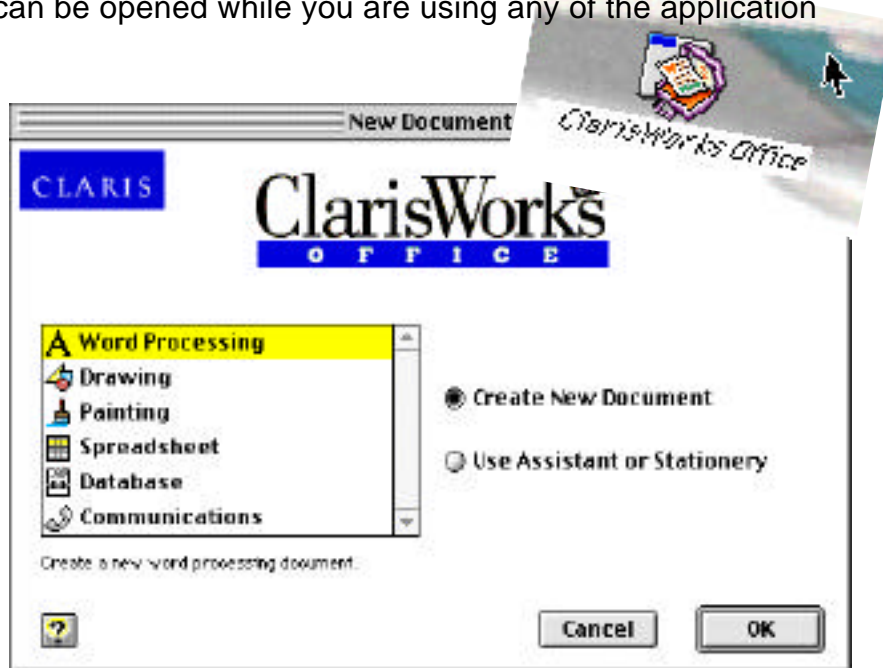 can be opened while you are using any of the application
ClarisWorks Office
New Document
CLARIS
ClarisWorks
OFFICE
Word Processing
Drawing
Painting
Spreadsheet
Database
Communications
Create New Document
Use Assistant or Stationery
Create a new word processing document.
?
Cancel
OK